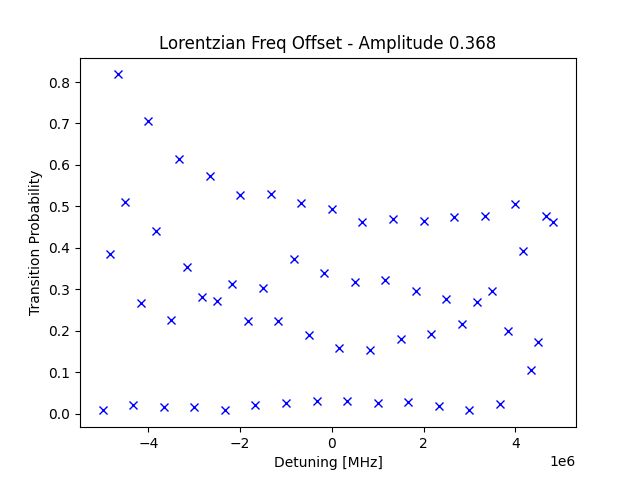 Lorentzian Freq Offset - Amplitude 0.368
Transition Probability
0.8
0.7
0.6
0.5
0.4
0.3
0.2
0.1
0.0
−4 −2 0 2 4
1e6
Detuning [MHz]